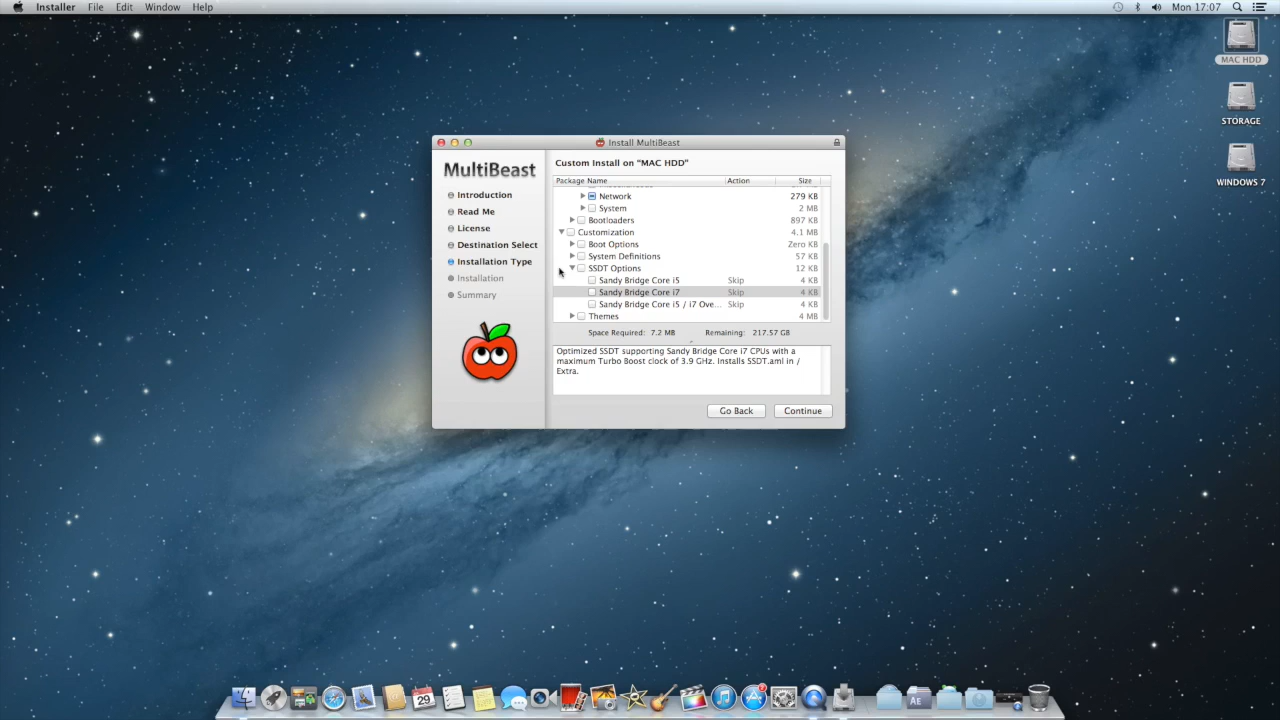 Installer File Edit Window Help
Mon 17:07
MAC HDD
STORAGE
WINDOWS 7
Install MultiBeast
MultiBeast
Introduction
Read Me
License
Destination Select
Installation Type
Installation
Summary
Custom Install on "MAC HDD"
Package Name Action Size
Network 279 KB
System 2 MB
Bootloaders 897 KB
Customization 4.1 MB
Boot Options Zero KB
System Definitions 57 KB
SSDT Options 12 KB
Sandy Bridge Core i5 Skip 4 KB
Sandy Bridge Core i7 Skip 4 KB
Sandy Bridge Core i5 / i7 Ove... Skip 4 KB
Themes 4 MB
Space Required: 7.2 MB Remaining: 217.57 GB
Optimized SSDT supporting Sandy Bridge Core i7 CPUs with a
maximum Turbo Boost clock of 3.9 GHz. Installs SSDT.aml in /
Extra.
Go Back Continue
29
AE